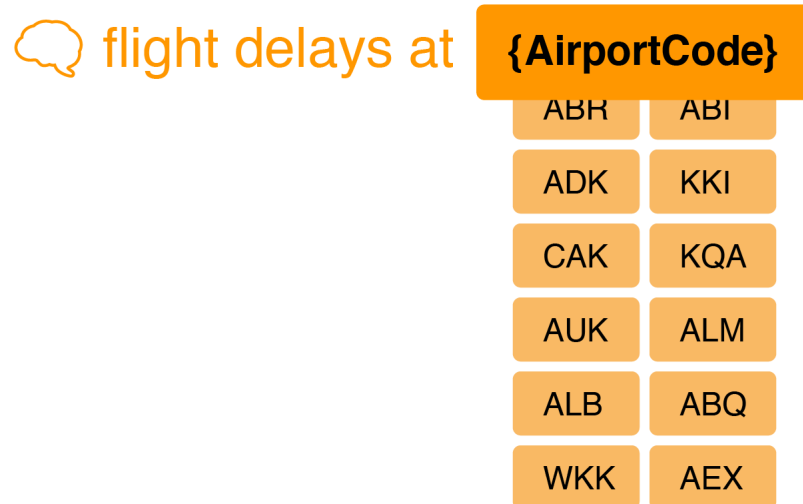 flight delays at {AirportCode}
ABR ABI
ADK KKI
CAK KQA
AUK ALM
ALB ABQ
WKK AEX